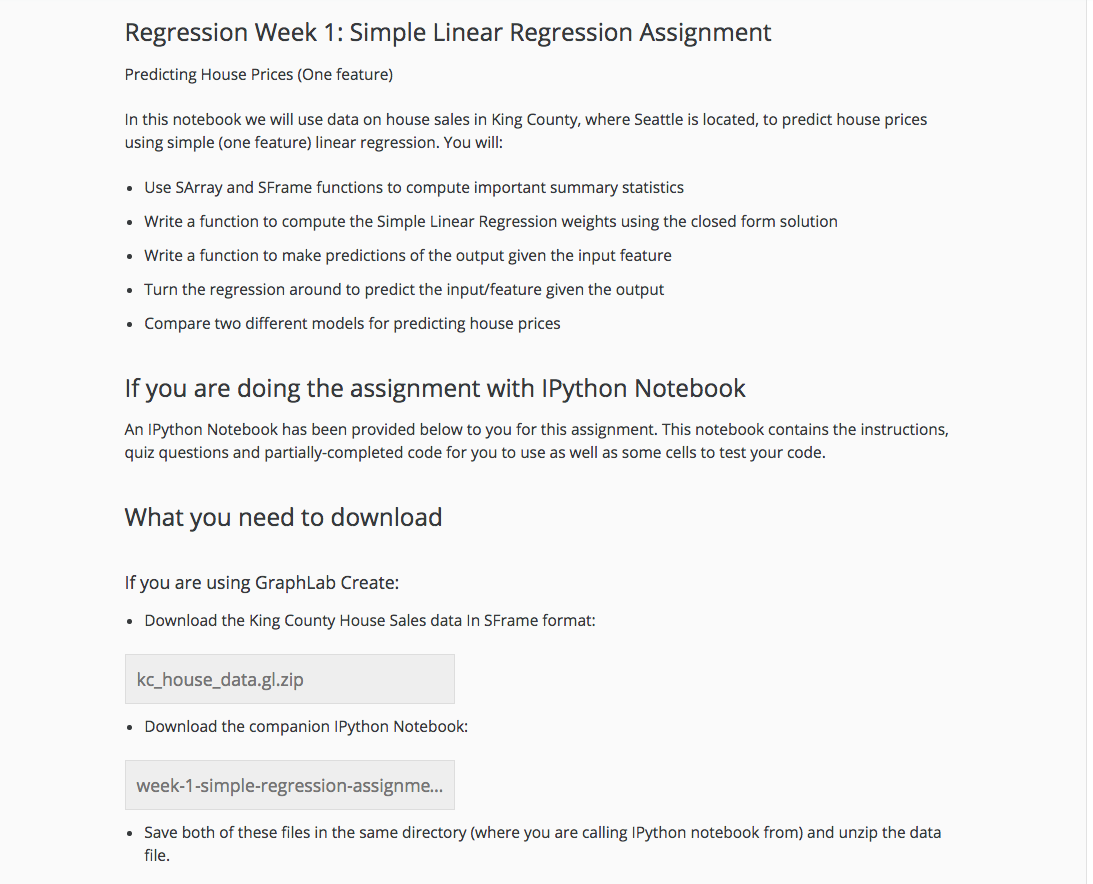 Regression Week 1: Simple Linear Regression Assignment
Predicting House Prices (One feature)
In this notebook we will use data on house sales in King County, where Seattle is located, to predict house prices
using simple (one feature) linear regression. You will:
• Use SArray and SFrame functions to compute important summary statistics
• Write a function to compute the Simple Linear Regression weights using the closed form solution
• Write a function to make predictions of the output given the input feature
• Turn the regression around to predict the input/feature given the output
• Compare two different models for predicting house prices
If you are doing the assignment with IPython Notebook
An IPython Notebook has been provided below to you for this assignment. This notebook contains the instructions,
quiz questions and partially-completed code for you to use as well as some cells to test your code.
What you need to download
If you are using GraphLab Create:
• Download the King County House Sales data In SFrame format:
kc_house_data.gl.zip
• Download the companion IPython Notebook:
week-1-simple-regression-assignme...
• Save both of these files in the same directory (where you are calling IPython notebook from) and unzip the data
file.